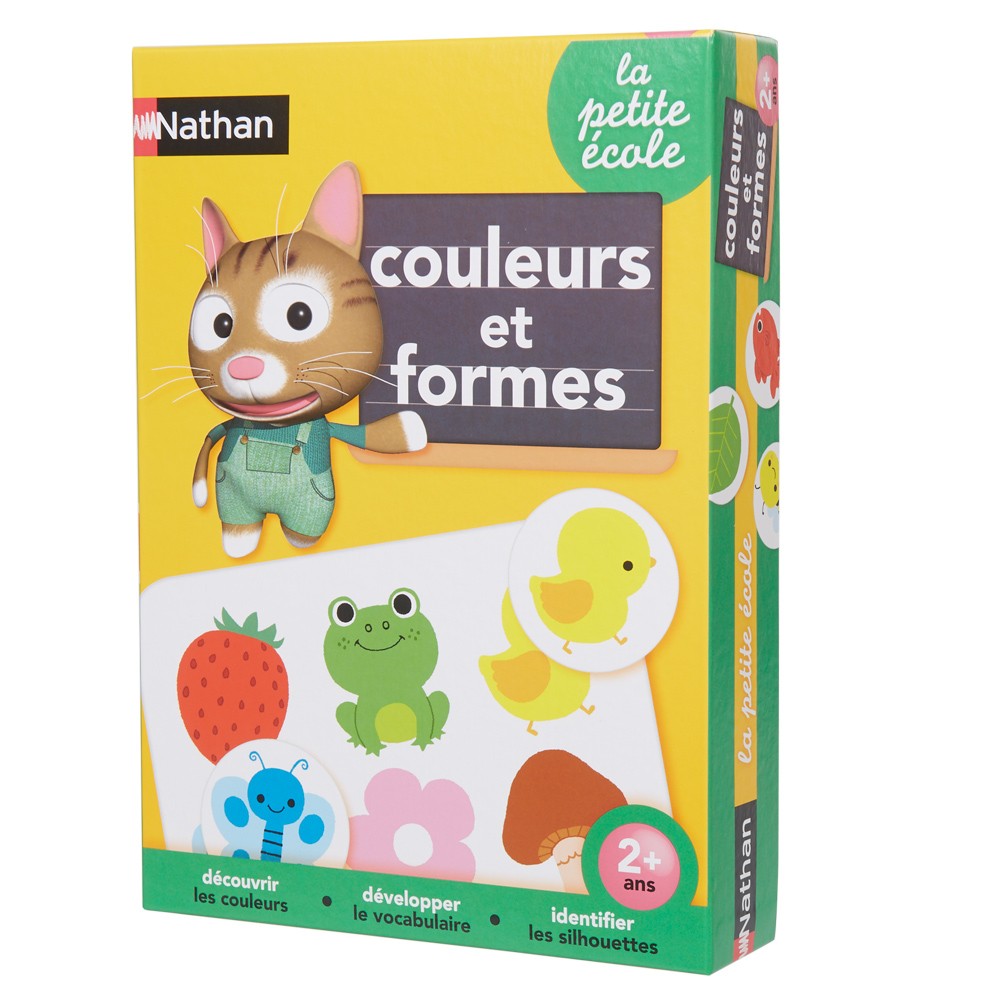 Nathan
la
petite
école
couleurs
et
formes
découvrir
les couleurs
•
développer
le vocabulaire
•
identifier
les silhouettes
2+
ans
2+
ans
couleurs
et
formes
la petite école
Nathan